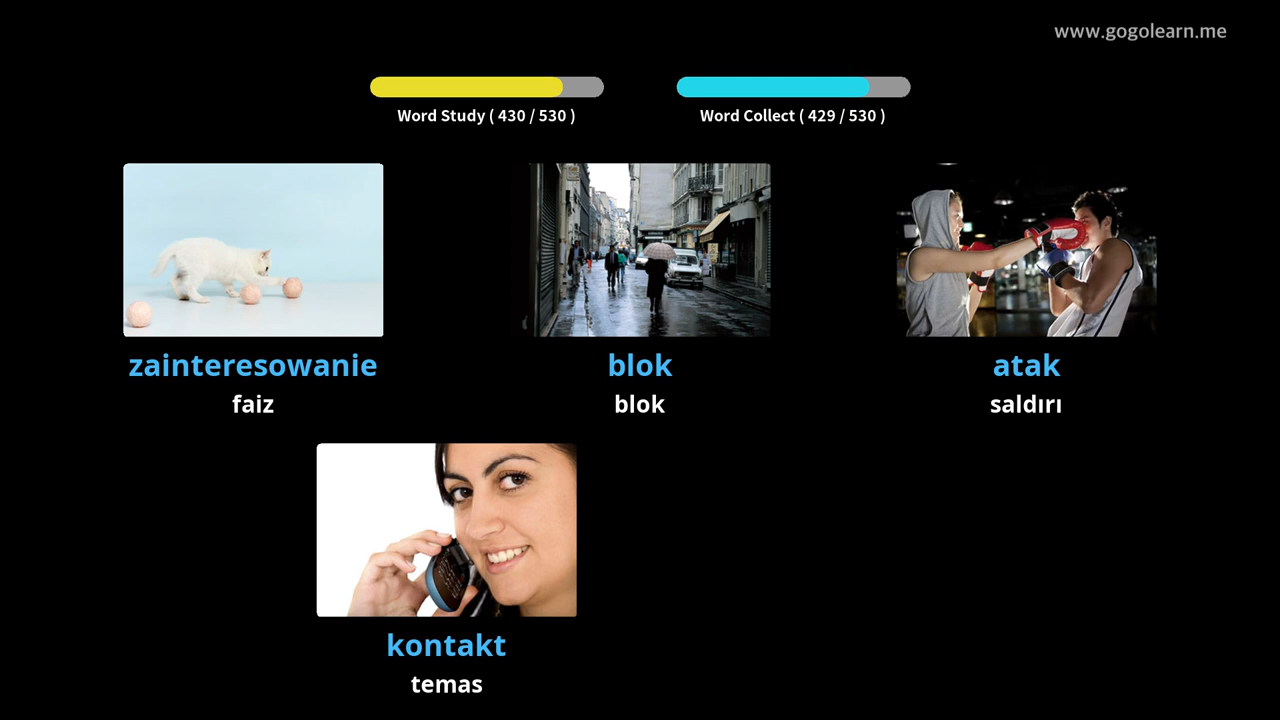 www.gogolearn.me
Word Study ( 430 / 530 )
Word Collect ( 429 / 530 )
zainteresowanie
faiz
blok
blok
atak
saldırı
kontakt
temas